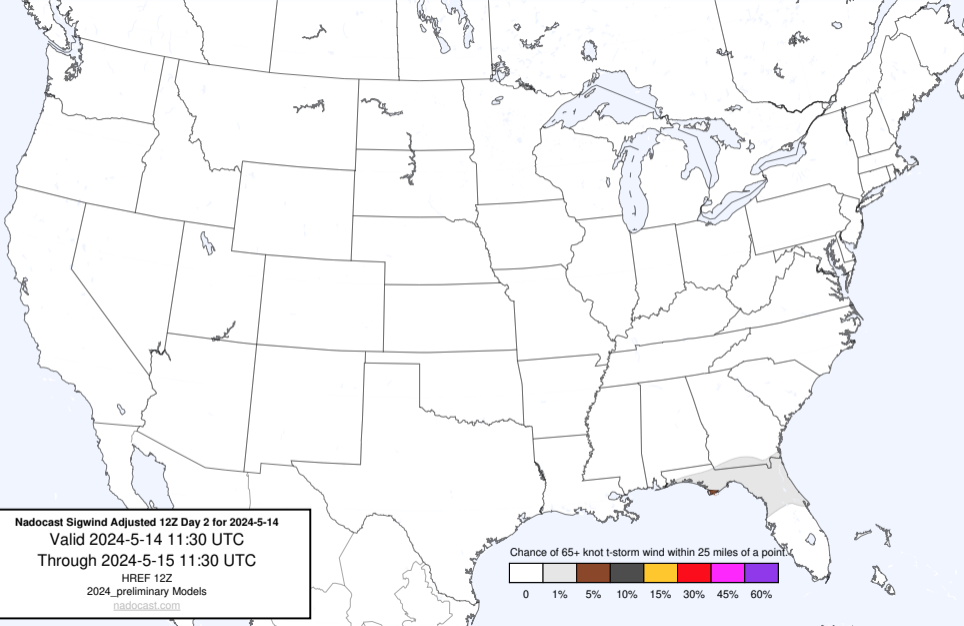 Nadocast Sigwind Adjusted 12Z Day 2 for 2024-5-14
Valid 2024-5-14 11:30 UTC
Through 2024-5-15 11:30 UTC
HREF 12Z
2024_preliminary Models
nadocast.com
Chance of 65+ knot t-storm wind within 25 miles of a point.
0 1% 5% 10% 15% 30% 45% 60%